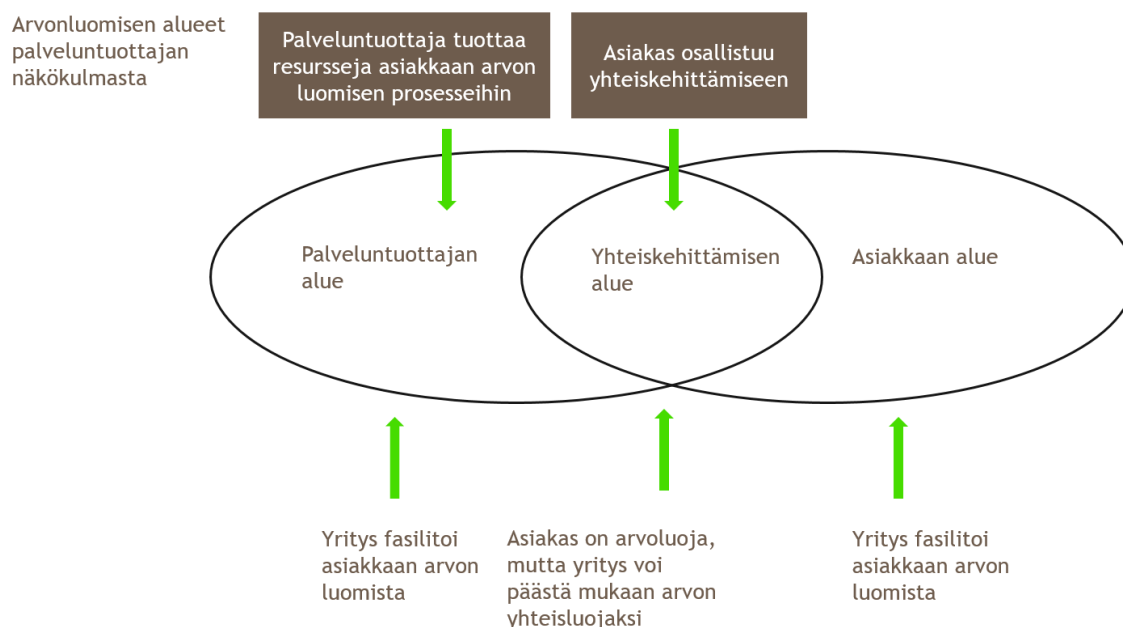 Arvonluomisen alueet
palveluntuottajan
näkökulmasta
Palveluntuottaja tuottaa
resursseja asiakkaan arvon
luomisen prosesseihin
Asiakas osallistuu
yhteiskehittämiseen
Palveluntuottajan
alue
Yhteiskehittämisen
alue
Asiakkaan alue
Yritys fasilitoi
asiakkaan arvon
luomista
Asiakas on arvoluoja,
mutta yritys voi
päästä mukaan arvon
yhteisluojaksi
Yritys fasilitoi
asiakkaan arvon
luomista